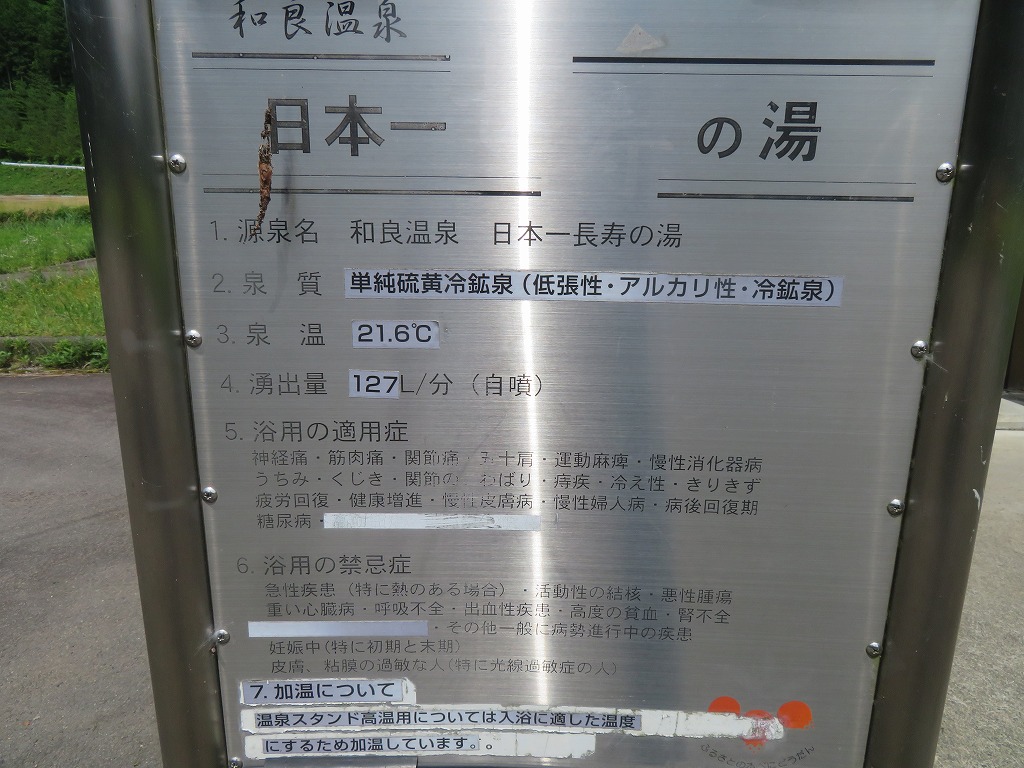 和良温泉
日本一 の湯
1. 源泉名 和良温泉 日本一長寿の湯
2. 泉 質 単純硫黄冷鉱泉(低張性・アルカリ性・冷鉱泉)
3. 泉 温 21.6℃
4. 湧出量 127L/分(自噴)
5. 浴用の適用症
神経痛・筋肉痛・関節痛 五十肩・運動麻痺・慢性消化器病
うちみ・くじき・関節の こわばり・痔疾・冷え性・きりきず
疲労回復・健康増進・慢性皮膚病・慢性婦人病・病後回復期
糖尿病・
6. 浴用の禁忌症
急性疾患(特に熱のある場合)・活動性の結核・悪性腫瘍
重い心臓病・呼吸不全・出血性疾患・高度の貧血・腎不全
・その他一般に病勢進行中の疾患
妊娠中(特に初期と末期)
皮膚、粘膜の過敏な人(特に光線過敏症の人)
7. 加温について
温泉スタンド高温用については入浴に適した温度
にするため加温しています。。